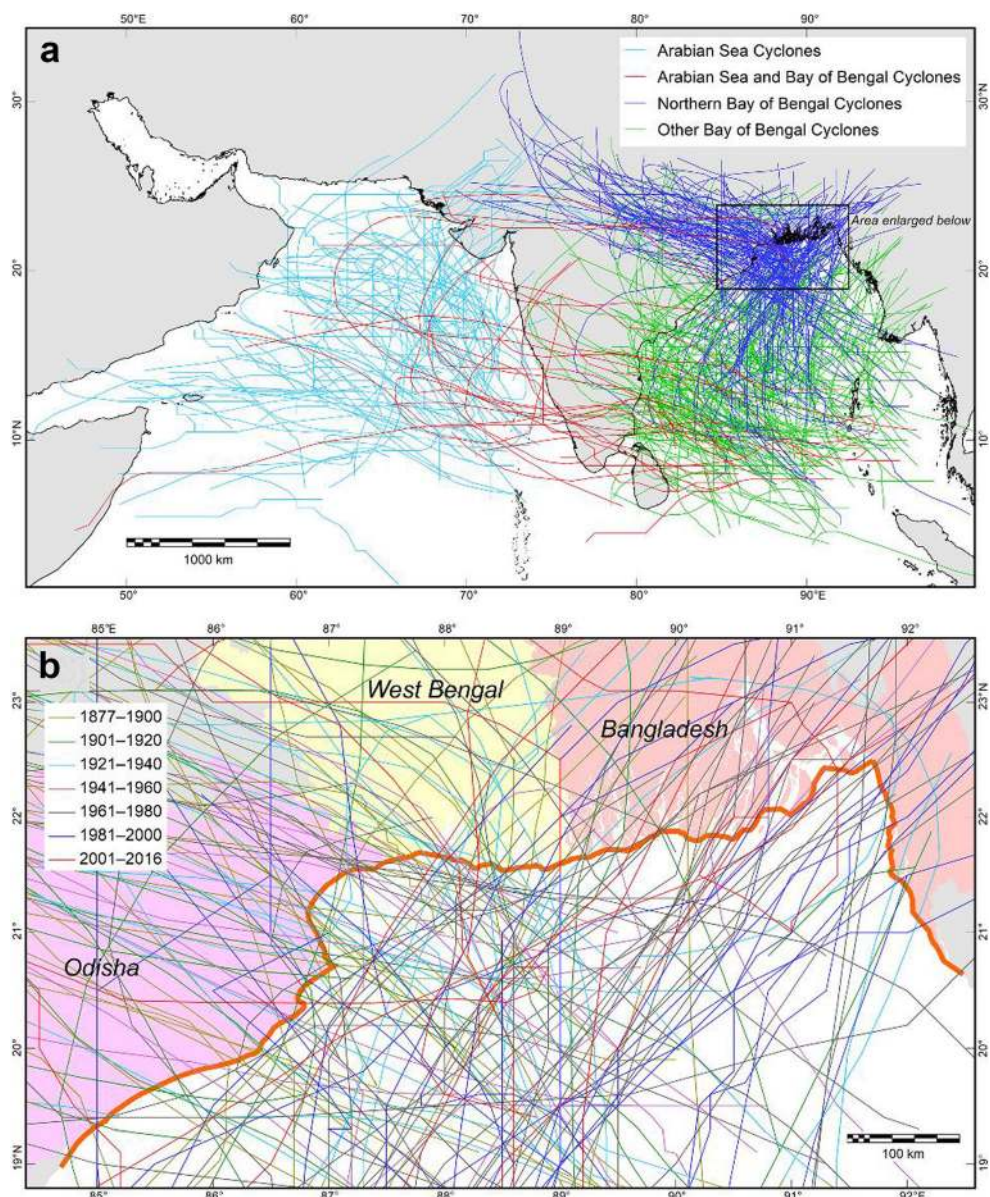 50°E 60° 70° 80° 90°
a
Arabian Sea Cyclones
Arabian Sea and Bay of Bengal Cyclones
Northern Bay of Bengal Cyclones
Other Bay of Bengal Cyclones
30° 30°N
Area enlarged below
20° 20°
10°N 10°
1000 km
50° 60° 70° 80° 90°E
85°E 86° 87° 88° 89° 90° 91° 92°
b
23° 23°N
West Bengal
Bangladesh
1877–1900
1901–1920
1921–1940
1941–1960
1961–1980
1981–2000
2001–2016
22° 22°
21° 21°
Odisha
20° 20°
100 km
19°N 19°
85° 86° 87° 88° 89° 90° 91° 92°E